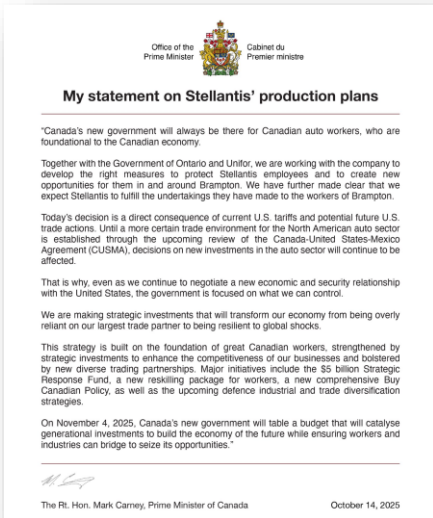 Office of the
Prime Minister
Cabinet du
Premier ministre
My statement on Stellantis' production plans
“Canada's new government will always be there for Canadian auto workers, who are
foundational to the Canadian economy.
Together with the Government of Ontario and Unifor, we are working with the company to
develop the right measures to protect Stellantis employees and to create new
opportunities for them in and around Brampton. We have further made clear that we
expect Stellantis to fulfill the undertakings they have made to the workers of Brampton.
Today's decision is a direct consequence of current U.S. tariffs and potential future U.S.
trade actions. Until a more certain trade environment for the North American auto sector
is established through the upcoming review of the Canada-United States-Mexico
Agreement (CUSMA), decisions on new investments in the auto sector will continue to be
affected.
That is why, even as we continue to negotiate a new economic and security relationship
with the United States, the government is focused on what we can control.
We are making strategic investments that will transform our economy from being overly
reliant on our largest trade partner to being resilient to global shocks.
This strategy is built on the foundation of great Canadian workers, strengthened by
strategic investments to enhance the competitiveness of our businesses and bolstered
by new diverse trading partnerships. Major initiatives include the $5 billion Strategic
Response Fund, a new reskilling package for workers, a new comprehensive Buy
Canadian Policy, as well as the upcoming defence industrial and trade diversification
strategies.
On November 4, 2025, Canada's new government will table a budget that will catalyse
generational investments to build the economy of the future while ensuring workers and
industries can bridge to seize its opportunities.”
The Rt. Hon. Mark Carney, Prime Minister of Canada
October 14, 2025